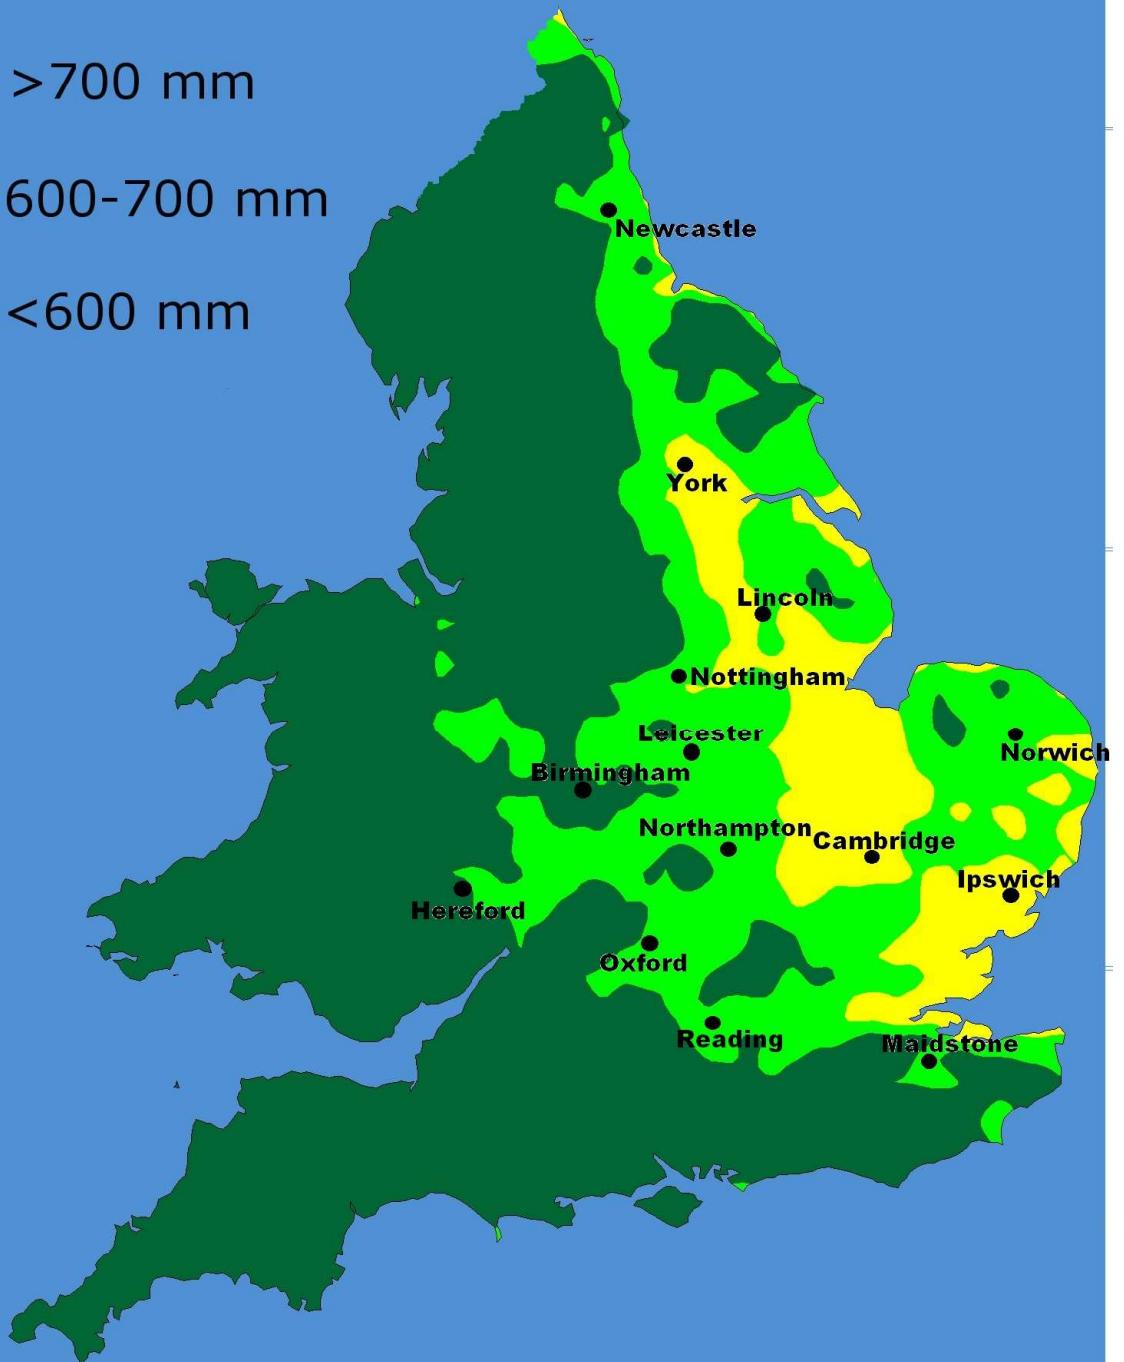 >700 mm
600-700 mm
<600 mm
Newcastle
York
Lincoln
Nottingham
Leicester
Norwich
Birmingham
Northampton
Cambridge
Ipswich
Hereford
Oxford
Reading
Maidstone